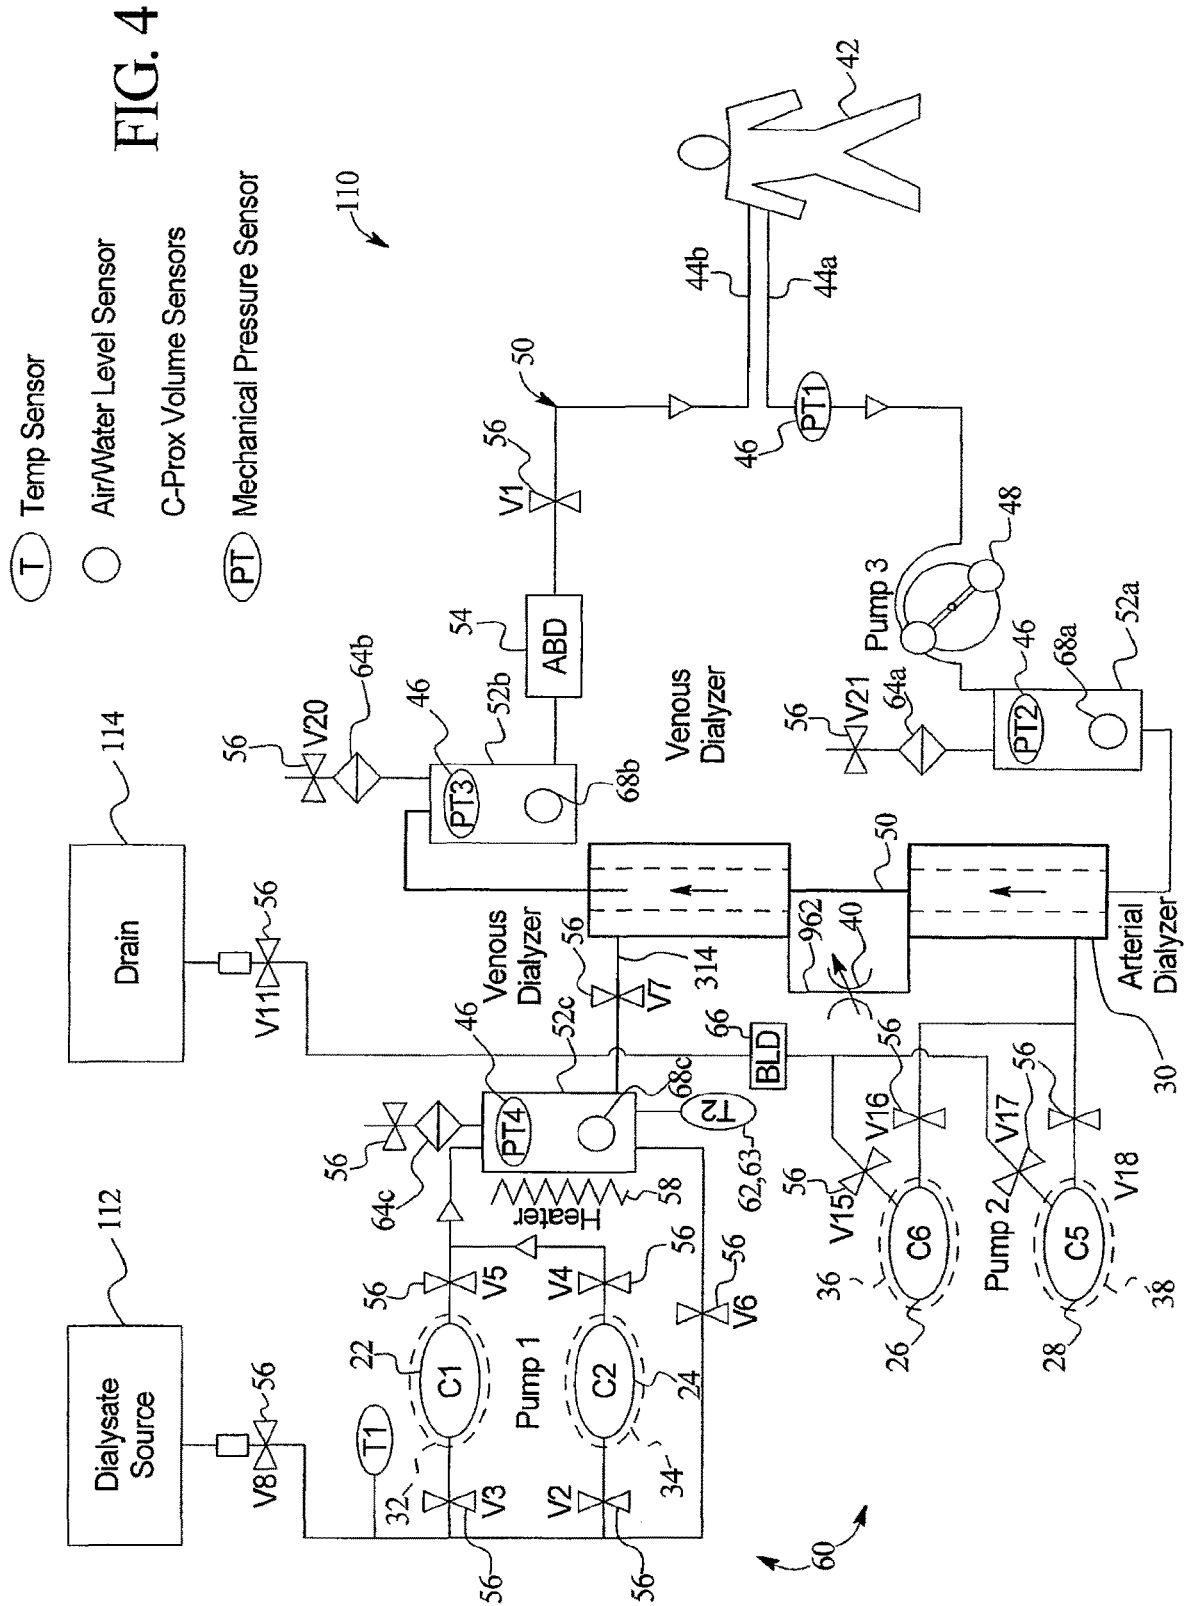 FIG. 4
T Temp Sensor
Air/Water Level Sensor
C-Prox Volume Sensors
PT Mechanical Pressure Sensor
110
42
44b
44a
50
56
V1
PT1
46
54
ABD
Pump 3
48
114
Drain
56
V20
64b
46
52b
PT3
68b
Venous
Dialyzer
56
V21
64a
46
52a
PT2
68a
56
V11
Venous
Dialyzer
56
V7
314
962
40
50
Arterial
Dialyzer
30
112
Dialysate
Source
56
V8
56
64c
46
52c
PT4
68c
T2
62,63
Heater
58
66
BLD
T1
22
C1
32
V3
56
56
V5
Pump 1
24
C2
34
V2
56
56
V4
56
V6
56
V15
V16
56
C6
36
26
Pump 2
V17
56
V18
C5
38
28
60